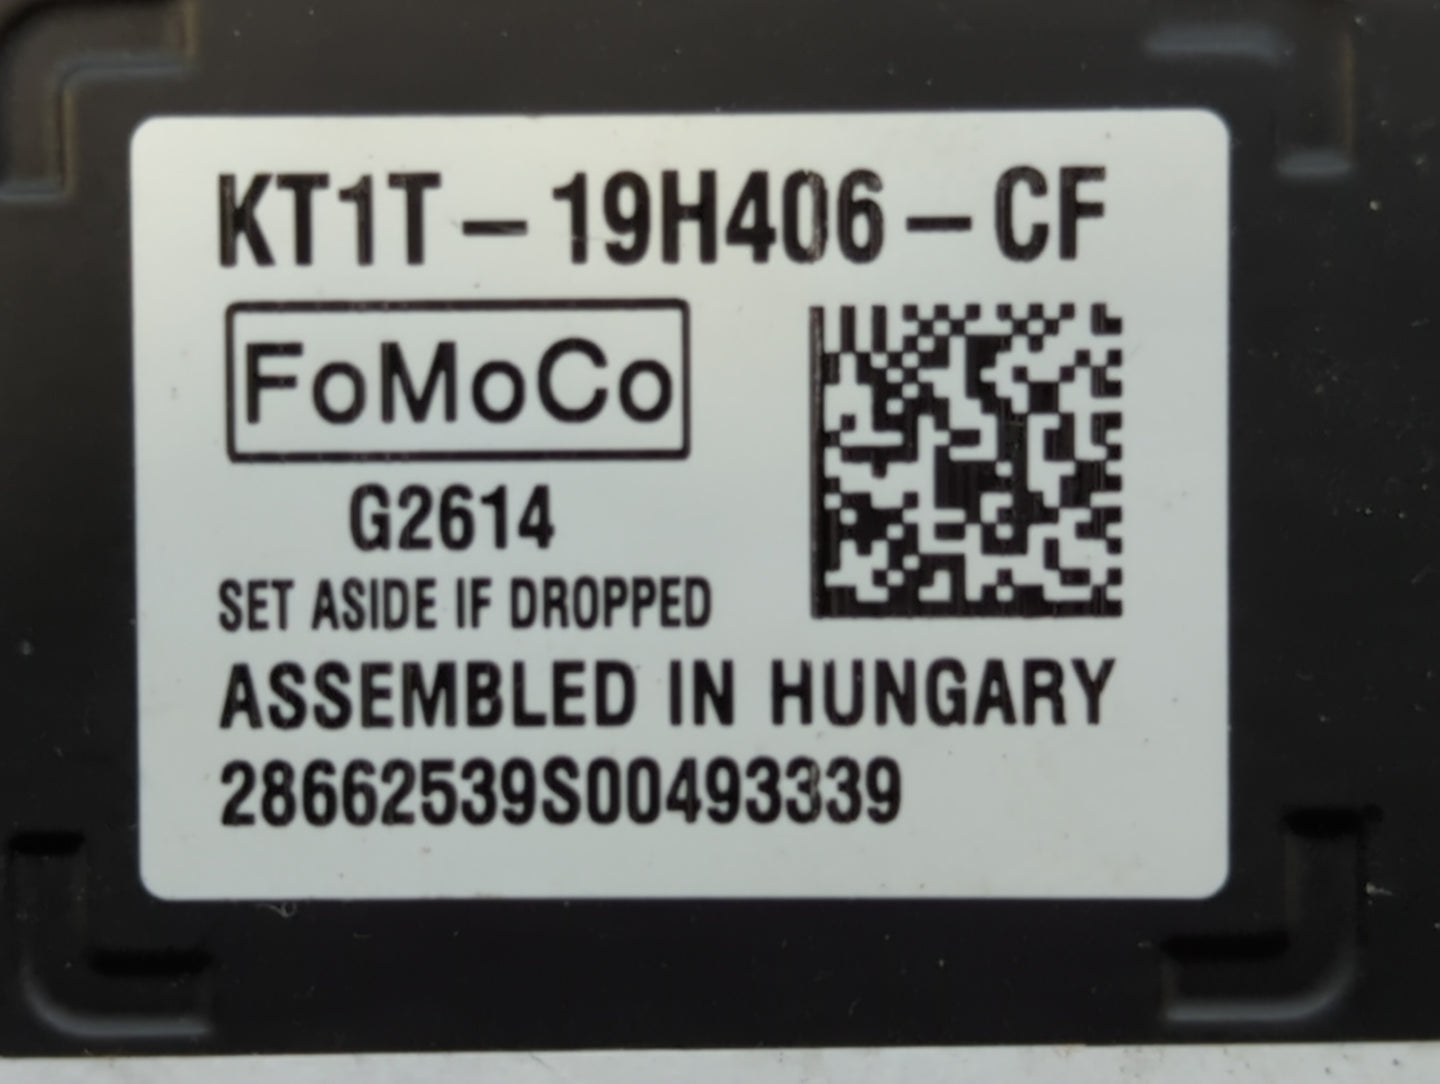 KT1T-19H406-CF
FoMoCo
G2614
SET ASIDE IF DROPPED
ASSEMBLED IN HUNGARY
28662539S00493339